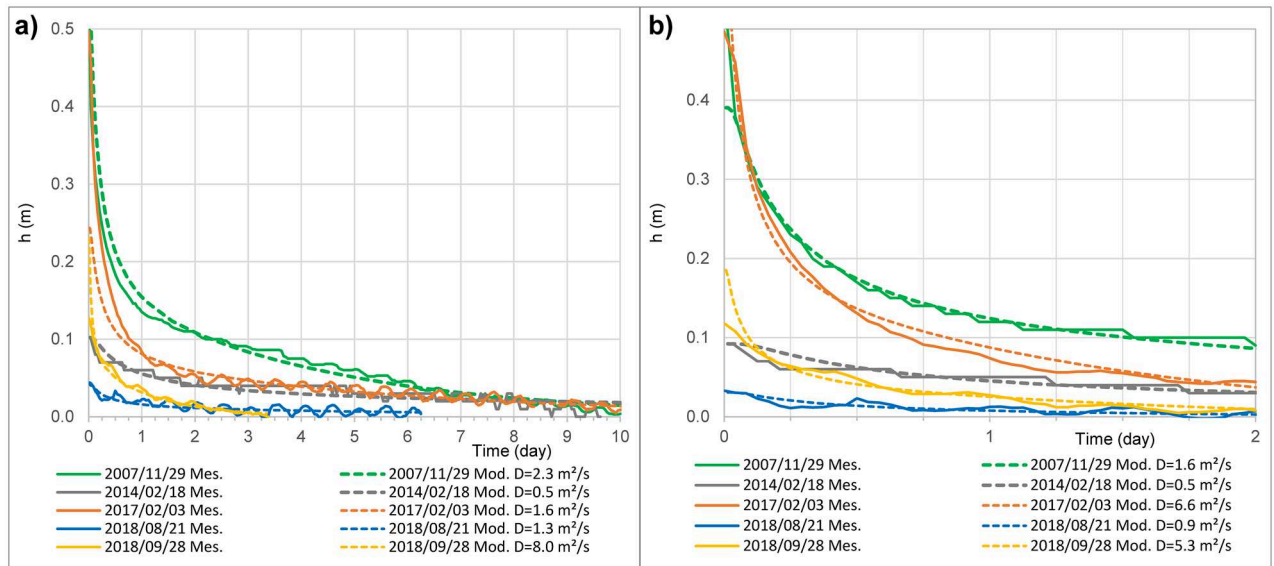 a)
h (m)
0.5
0.4
0.3
0.2
0.1
0.0
0 1 2 3 4 5 6 7 8 9 10
Time (day)
2007/11/29 Mes. 2007/11/29 Mod. D=2.3 m²/s
2014/02/18 Mes. 2014/02/18 Mod. D=0.5 m²/s
2017/02/03 Mes. 2017/02/03 Mod. D=1.6 m²/s
2018/08/21 Mes. 2018/08/21 Mod. D=1.3 m²/s
2018/09/28 Mes. 2018/09/28 Mod. D=8.0 m²/s
b)
h (m)
0.4
0.3
0.2
0.1
0.0
0 1 2
Time (day)
2007/11/29 Mes. 2007/11/29 Mod. D=1.6 m²/s
2014/02/18 Mes. 2014/02/18 Mod. D=0.5 m²/s
2017/02/03 Mes. 2017/02/03 Mod. D=6.6 m²/s
2018/08/21 Mes. 2018/08/21 Mod. D=0.9 m²/s
2018/09/28 Mes. 2018/09/28 Mod. D=5.3 m²/s